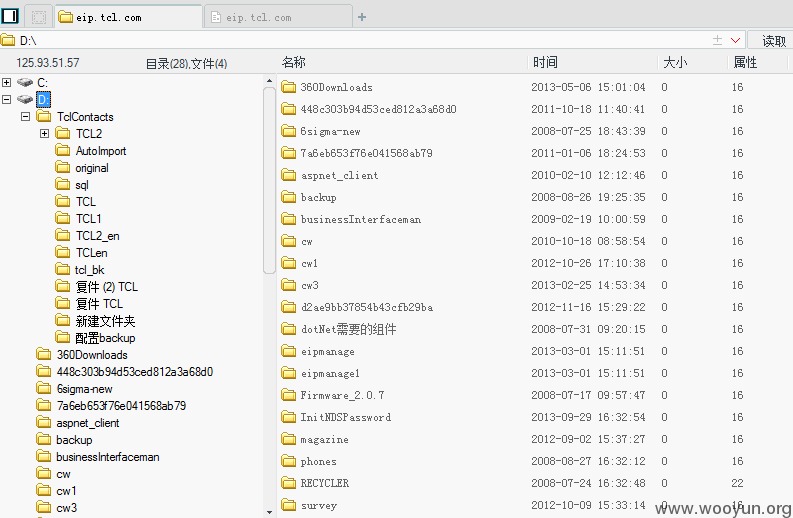 eip.tcl.com
eip.tcl.com
D:\
读取
125.93.51.57
目录(28),文件(4)
名称 时间 大小 属性
C:
D:
TclContacts
TCL2
AutoImport
original
sql
TCL
TCL1
TCL2_en
TCLen
tcl_bk
复件 (2) TCL
复件 TCL
新建文件夹
配置backup
360Downloads
448c303b94d53ced812a3a68d0
6sigma-new
7a6eb653f76e041568ab79
aspnet_client
backup
businessInterfaceman
cw
cw1
cw3
360Downloads 2013-05-06 15:01:04 0 16
448c303b94d53ced812a3a68d0 2011-10-18 11:40:41 0 16
6sigma-new 2008-07-25 18:43:39 0 16
7a6eb653f76e041568ab79 2011-01-06 18:24:53 0 16
aspnet_client 2010-02-10 12:12:46 0 16
backup 2008-08-26 19:25:35 0 16
businessInterfaceman 2009-02-19 10:00:59 0 16
cw 2010-10-18 08:58:54 0 16
cw1 2012-10-26 17:10:38 0 16
cw3 2013-02-25 14:53:34 0 16
d2ae9bb37854b43cfb29ba 2012-11-16 15:29:22 0 16
dotNet需要的组件 2008-07-31 09:20:15 0 16
eipmanage 2013-03-01 15:11:51 0 16
eipmanage1 2013-03-01 15:11:51 0 16
Firmware_2.0.7 2008-07-17 09:57:47 0 16
InitNDSPassword 2013-09-29 16:32:54 0 16
magazine 2012-09-02 15:37:27 0 16
phones 2008-08-27 16:32:12 0 16
RECYCLER 2008-07-24 16:32:48 0 22
survey 2012-10-09 15:33:14 0 16
www.wooyun.org